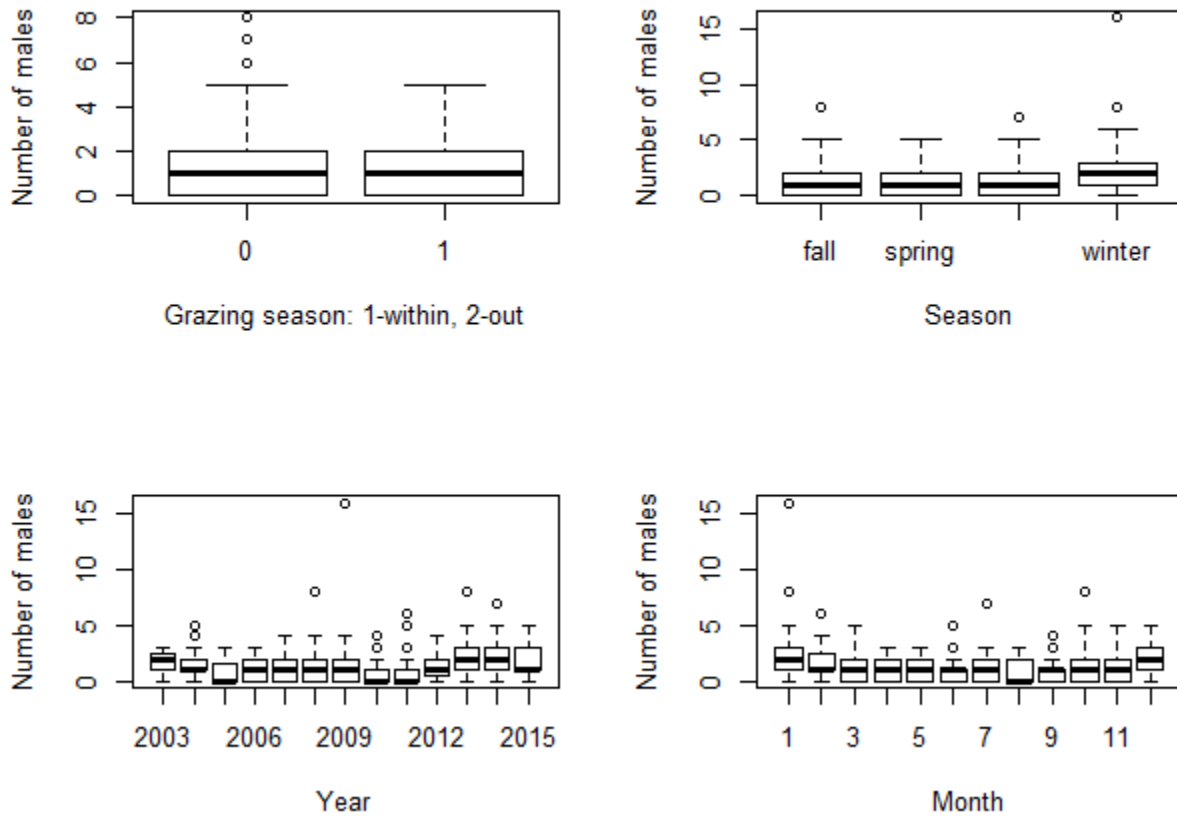 Number of males
8
6
4
2
0
0 1
Grazing season: 1-within, 2-out
Number of males
15
10
5
0
fall spring winter
Season
Number of males
15
10
5
0
2003 2006 2009 2012 2015
Year
Number of males
15
10
5
0
1 3 5 7 9 11
Month